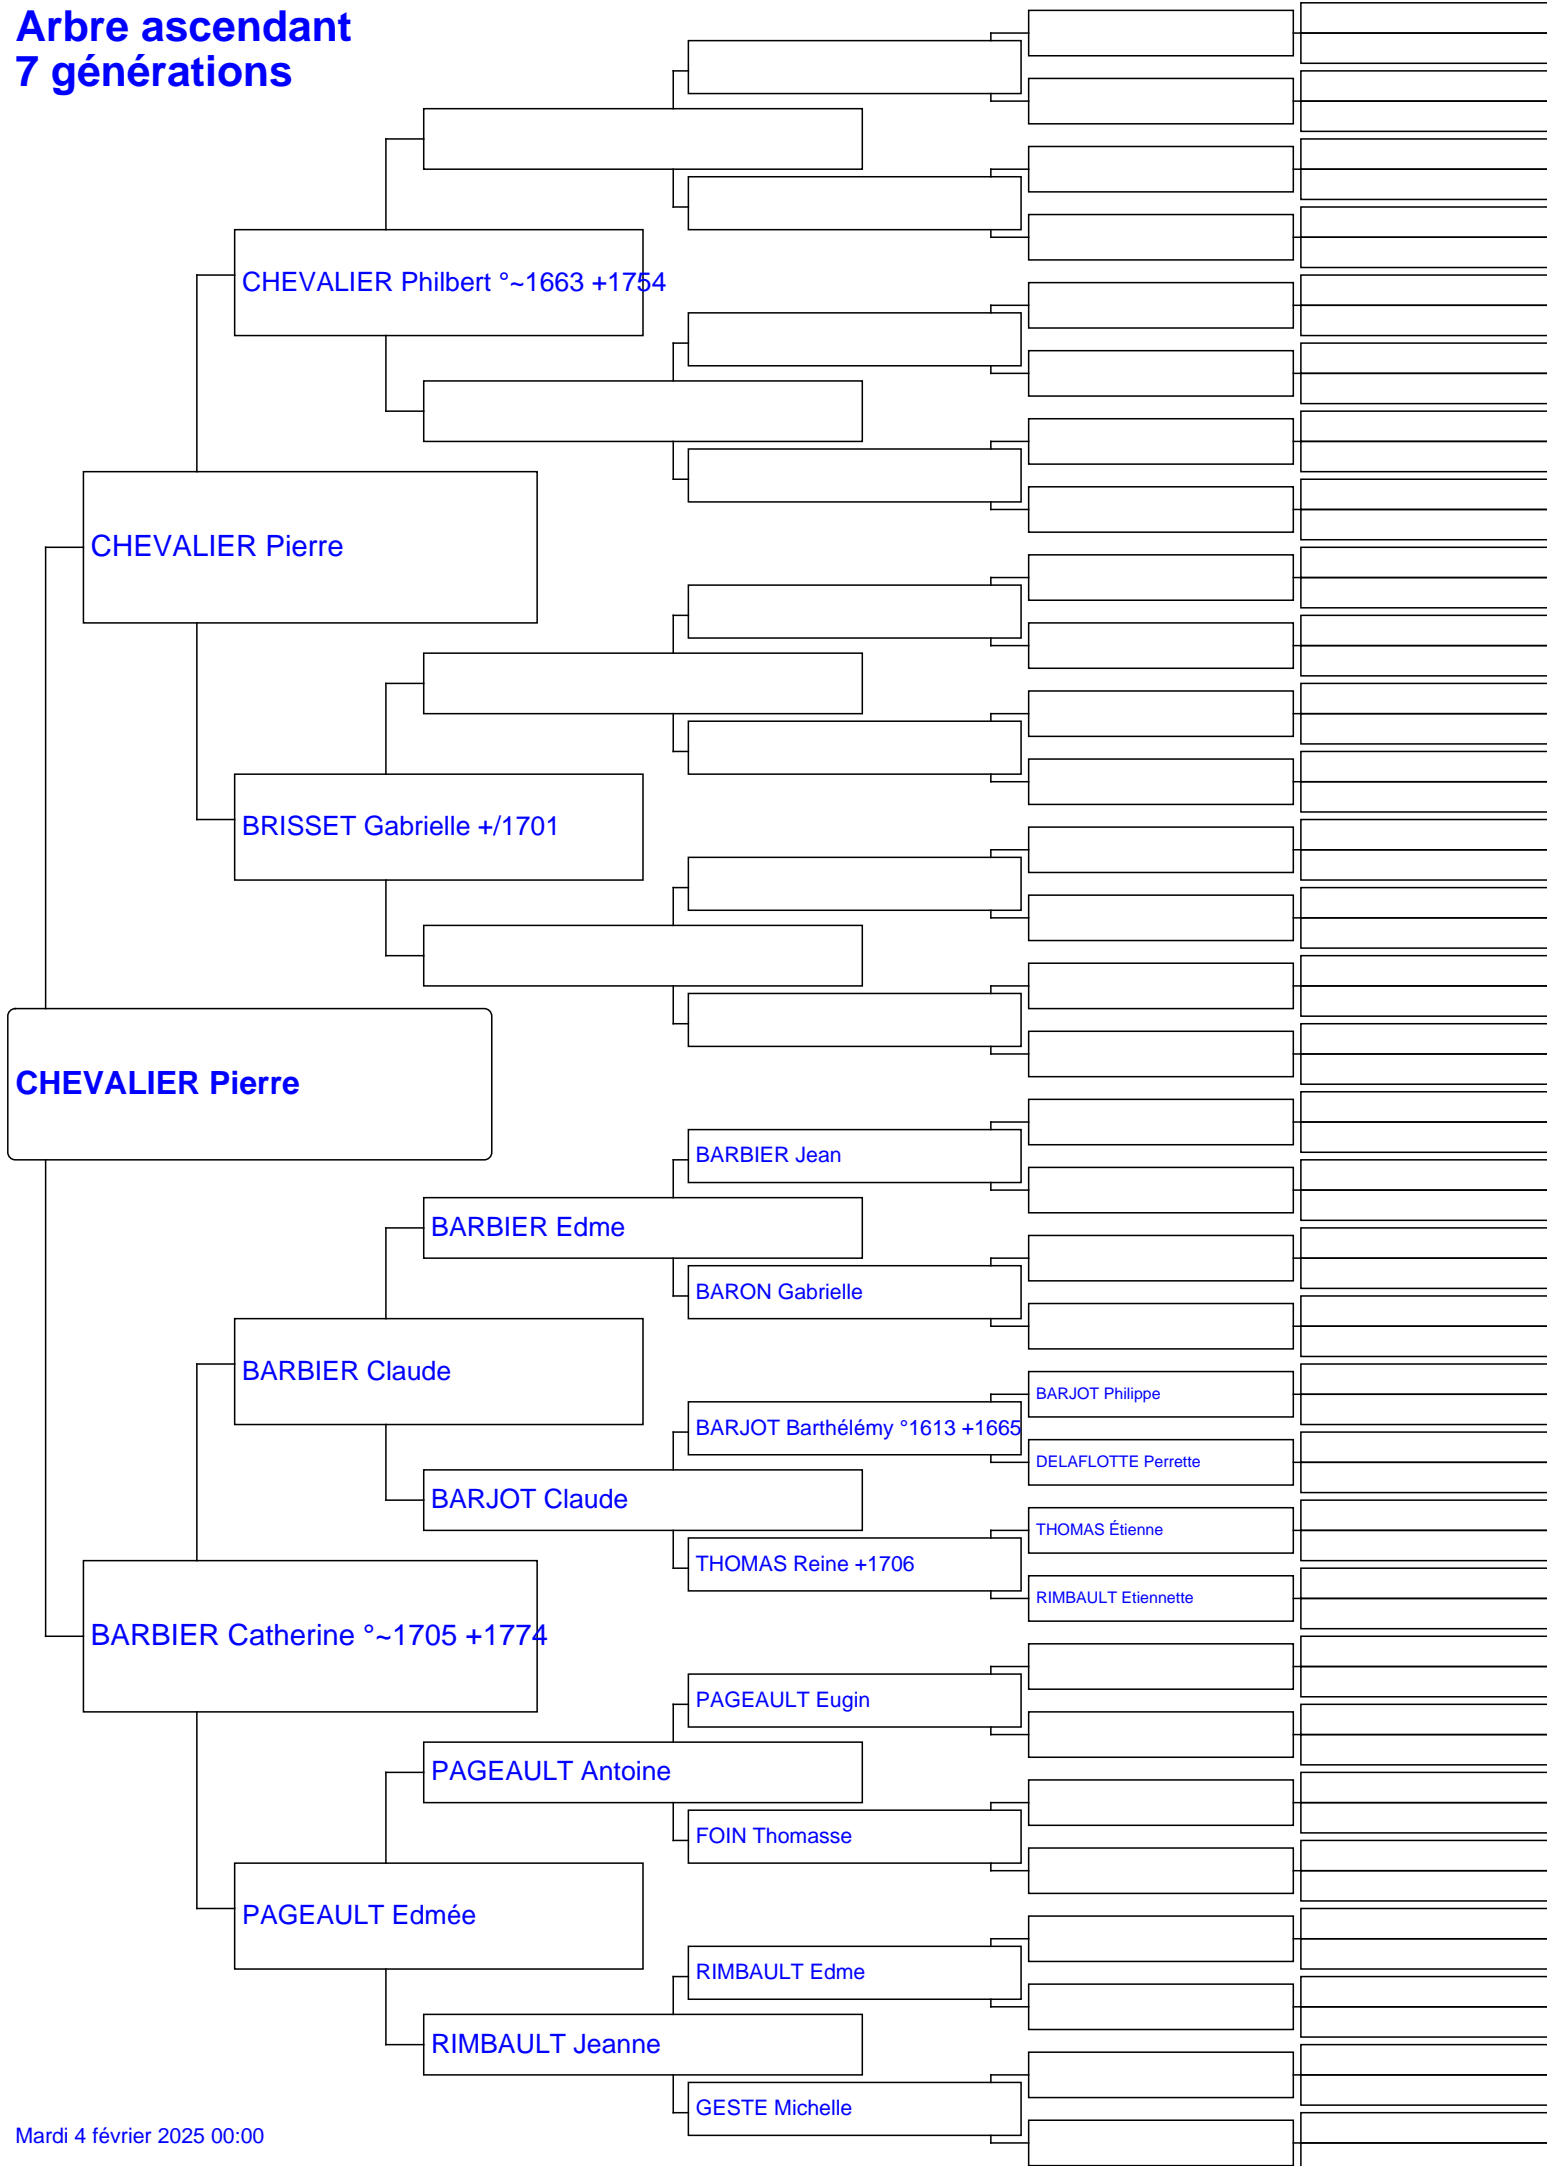 Arbre ascendant
7 générations
CHEVALIER Philbert °~1663 +1754
CHEVALIER Pierre
BRISSET Gabrielle +/1701
CHEVALIER Pierre
BARBIER Jean
BARBIER Edme
BARON Gabrielle
BARBIER Claude
BARJOT Philippe
BARJOT Barthélémy °1613 +1665
DELAFLOTTE Perrette
BARJOT Claude
THOMAS Étienne
THOMAS Reine +1706
RIMBAULT Etiennette
BARBIER Catherine °~1705 +1774
PAGEAULT Eugin
PAGEAULT Antoine
FOIN Thomasse
PAGEAULT Edmée
RIMBAULT Edme
RIMBAULT Jeanne
GESTE Michelle
Mardi 4 février 2025 00:00